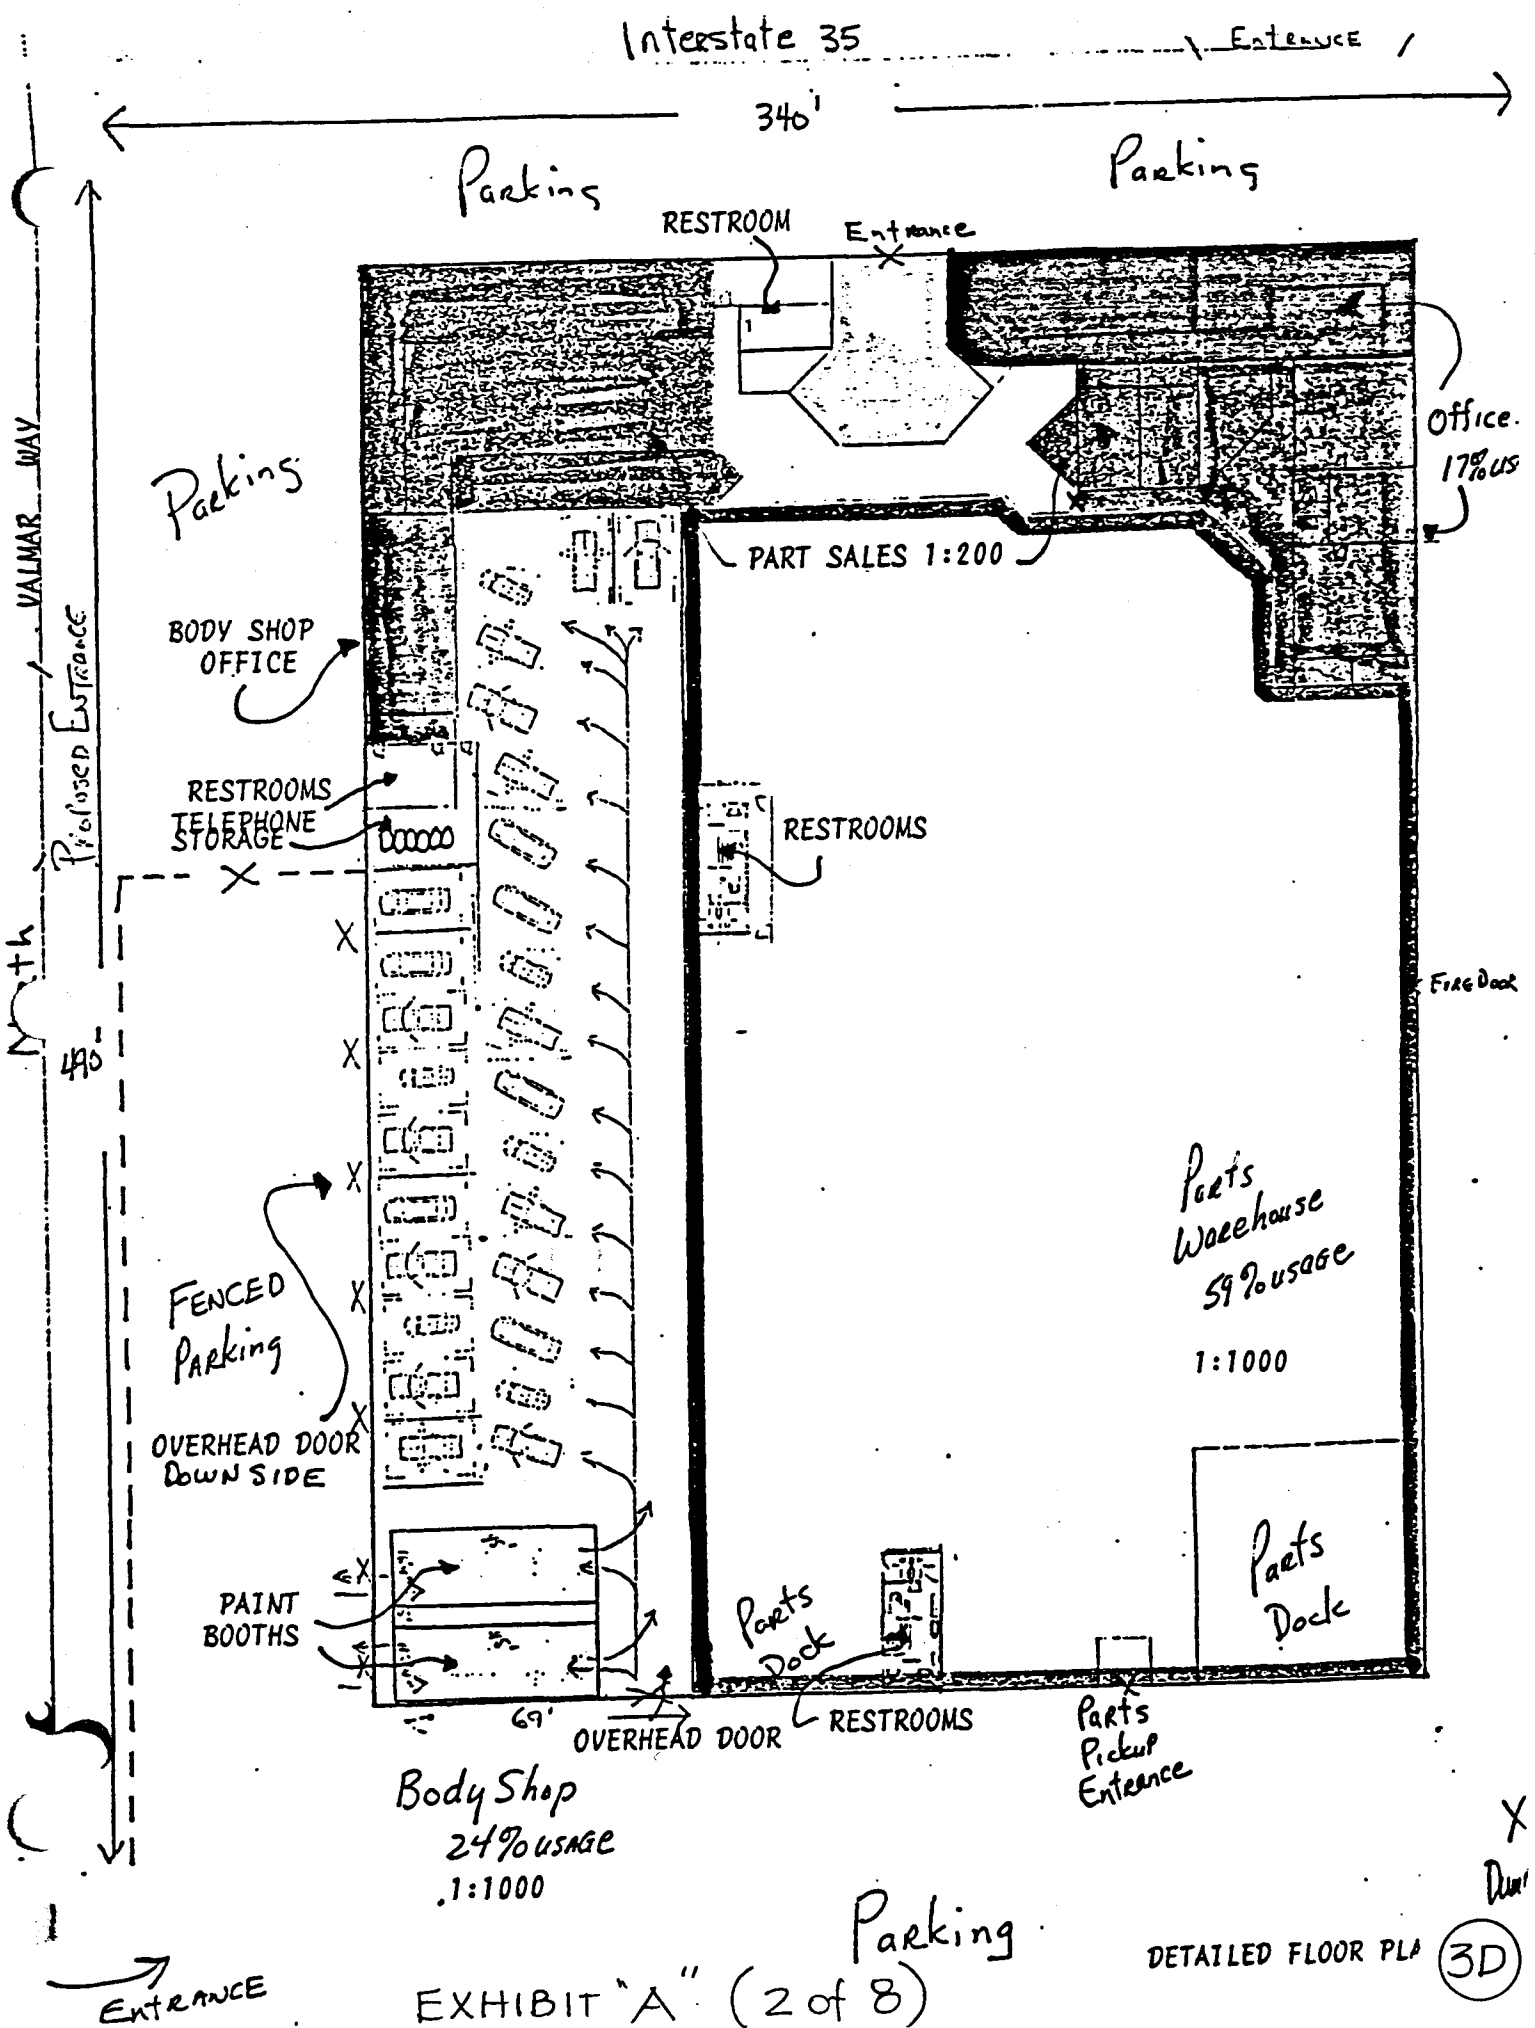 Interstate 35
Entrance
340'
Parking
Parking
RESTROOM
Entrance
Office
17% us
Parking
VALMAR WAY
PART SALES 1:200
BODY SHOP
OFFICE
Proposed ENTRANCE
RESTROOMS
TELEPHONE
STORAGE
RESTROOMS
FIRE DOOR
490
Parts
Warehouse
59% usage
1:1000
FENCED
PARKING
OVERHEAD DOOR
DOWN SIDE
PAINT
BOOTHS
Parts
Dock
Parts
Dock
69'
OVERHEAD DOOR
RESTROOMS
Parts
Pickup
Entrance
Body Shop
24% USAGE
.1:1000
X
Parking
DETAILED FLOOR PLA
3D
ENTRANCE
EXHIBIT "A" (2 of 8)